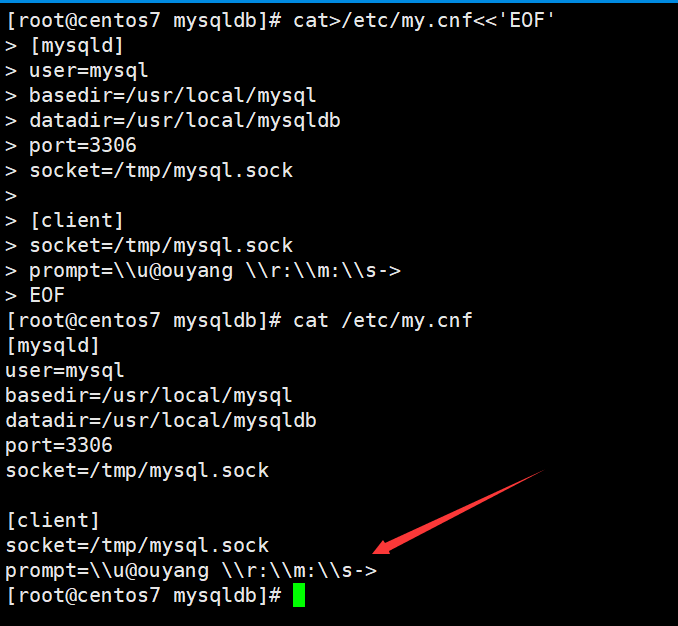 [root@centos7 mysqldb]# cat>/etc/my.cnf<<'EOF'
> [mysqld]
> user=mysql
> basedir=/usr/local/mysql
> datadir=/usr/local/mysqldb
> port=3306
> socket=/tmp/mysql.sock
>
> [client]
> socket=/tmp/mysql.sock
> prompt=\\u@ouyang \\r:\\m:\\s->
> EOF
[root@centos7 mysqldb]# cat /etc/my.cnf
[mysqld]
user=mysql
basedir=/usr/local/mysql
datadir=/usr/local/mysqldb
port=3306
socket=/tmp/mysql.sock

[client]
socket=/tmp/mysql.sock
prompt=\\u@ouyang \\r:\\m:\\s->
[root@centos7 mysqldb]#